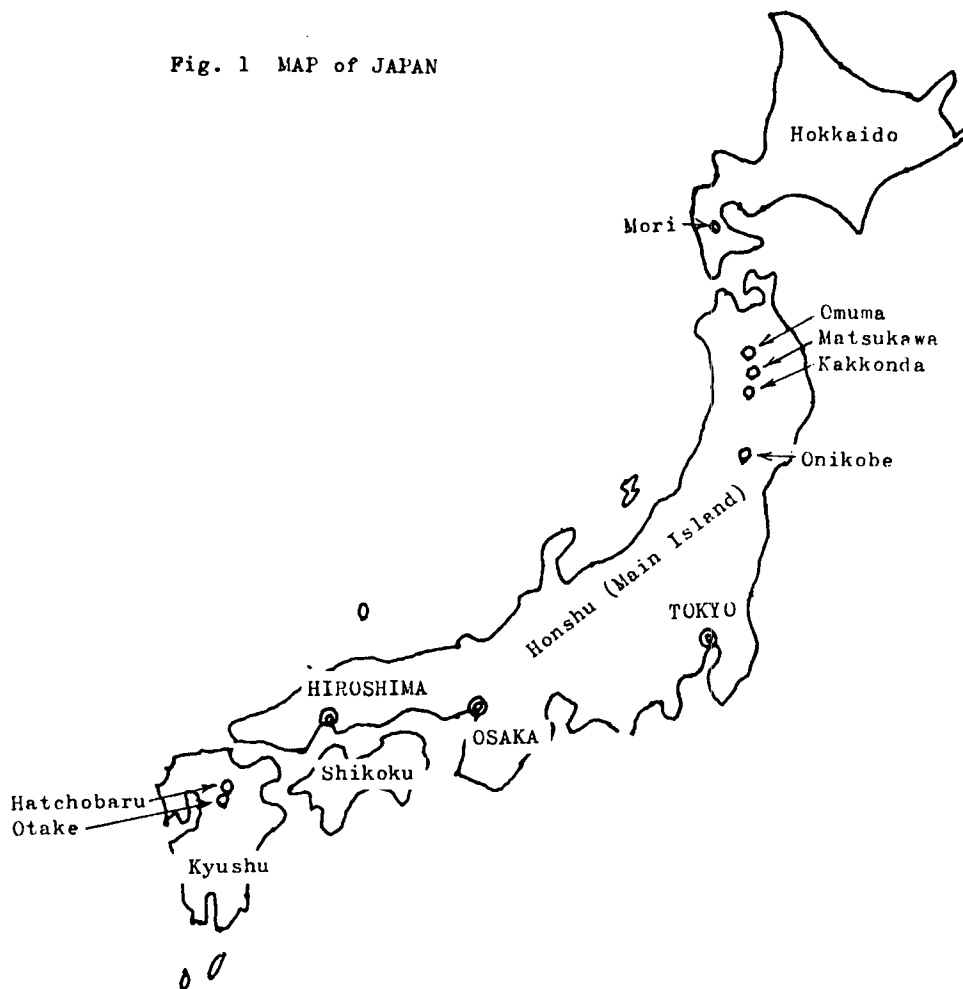 Fig. 1 MAP of JAPAN
Hokkaido
Mori
Omuma
Matsukawa
Kakkonda
Onikobe
Honshu (Main Island)
TOKYO
HIROSHIMA
OSAKA
Shikoku
Hatchobaru
Otake
Kyushu